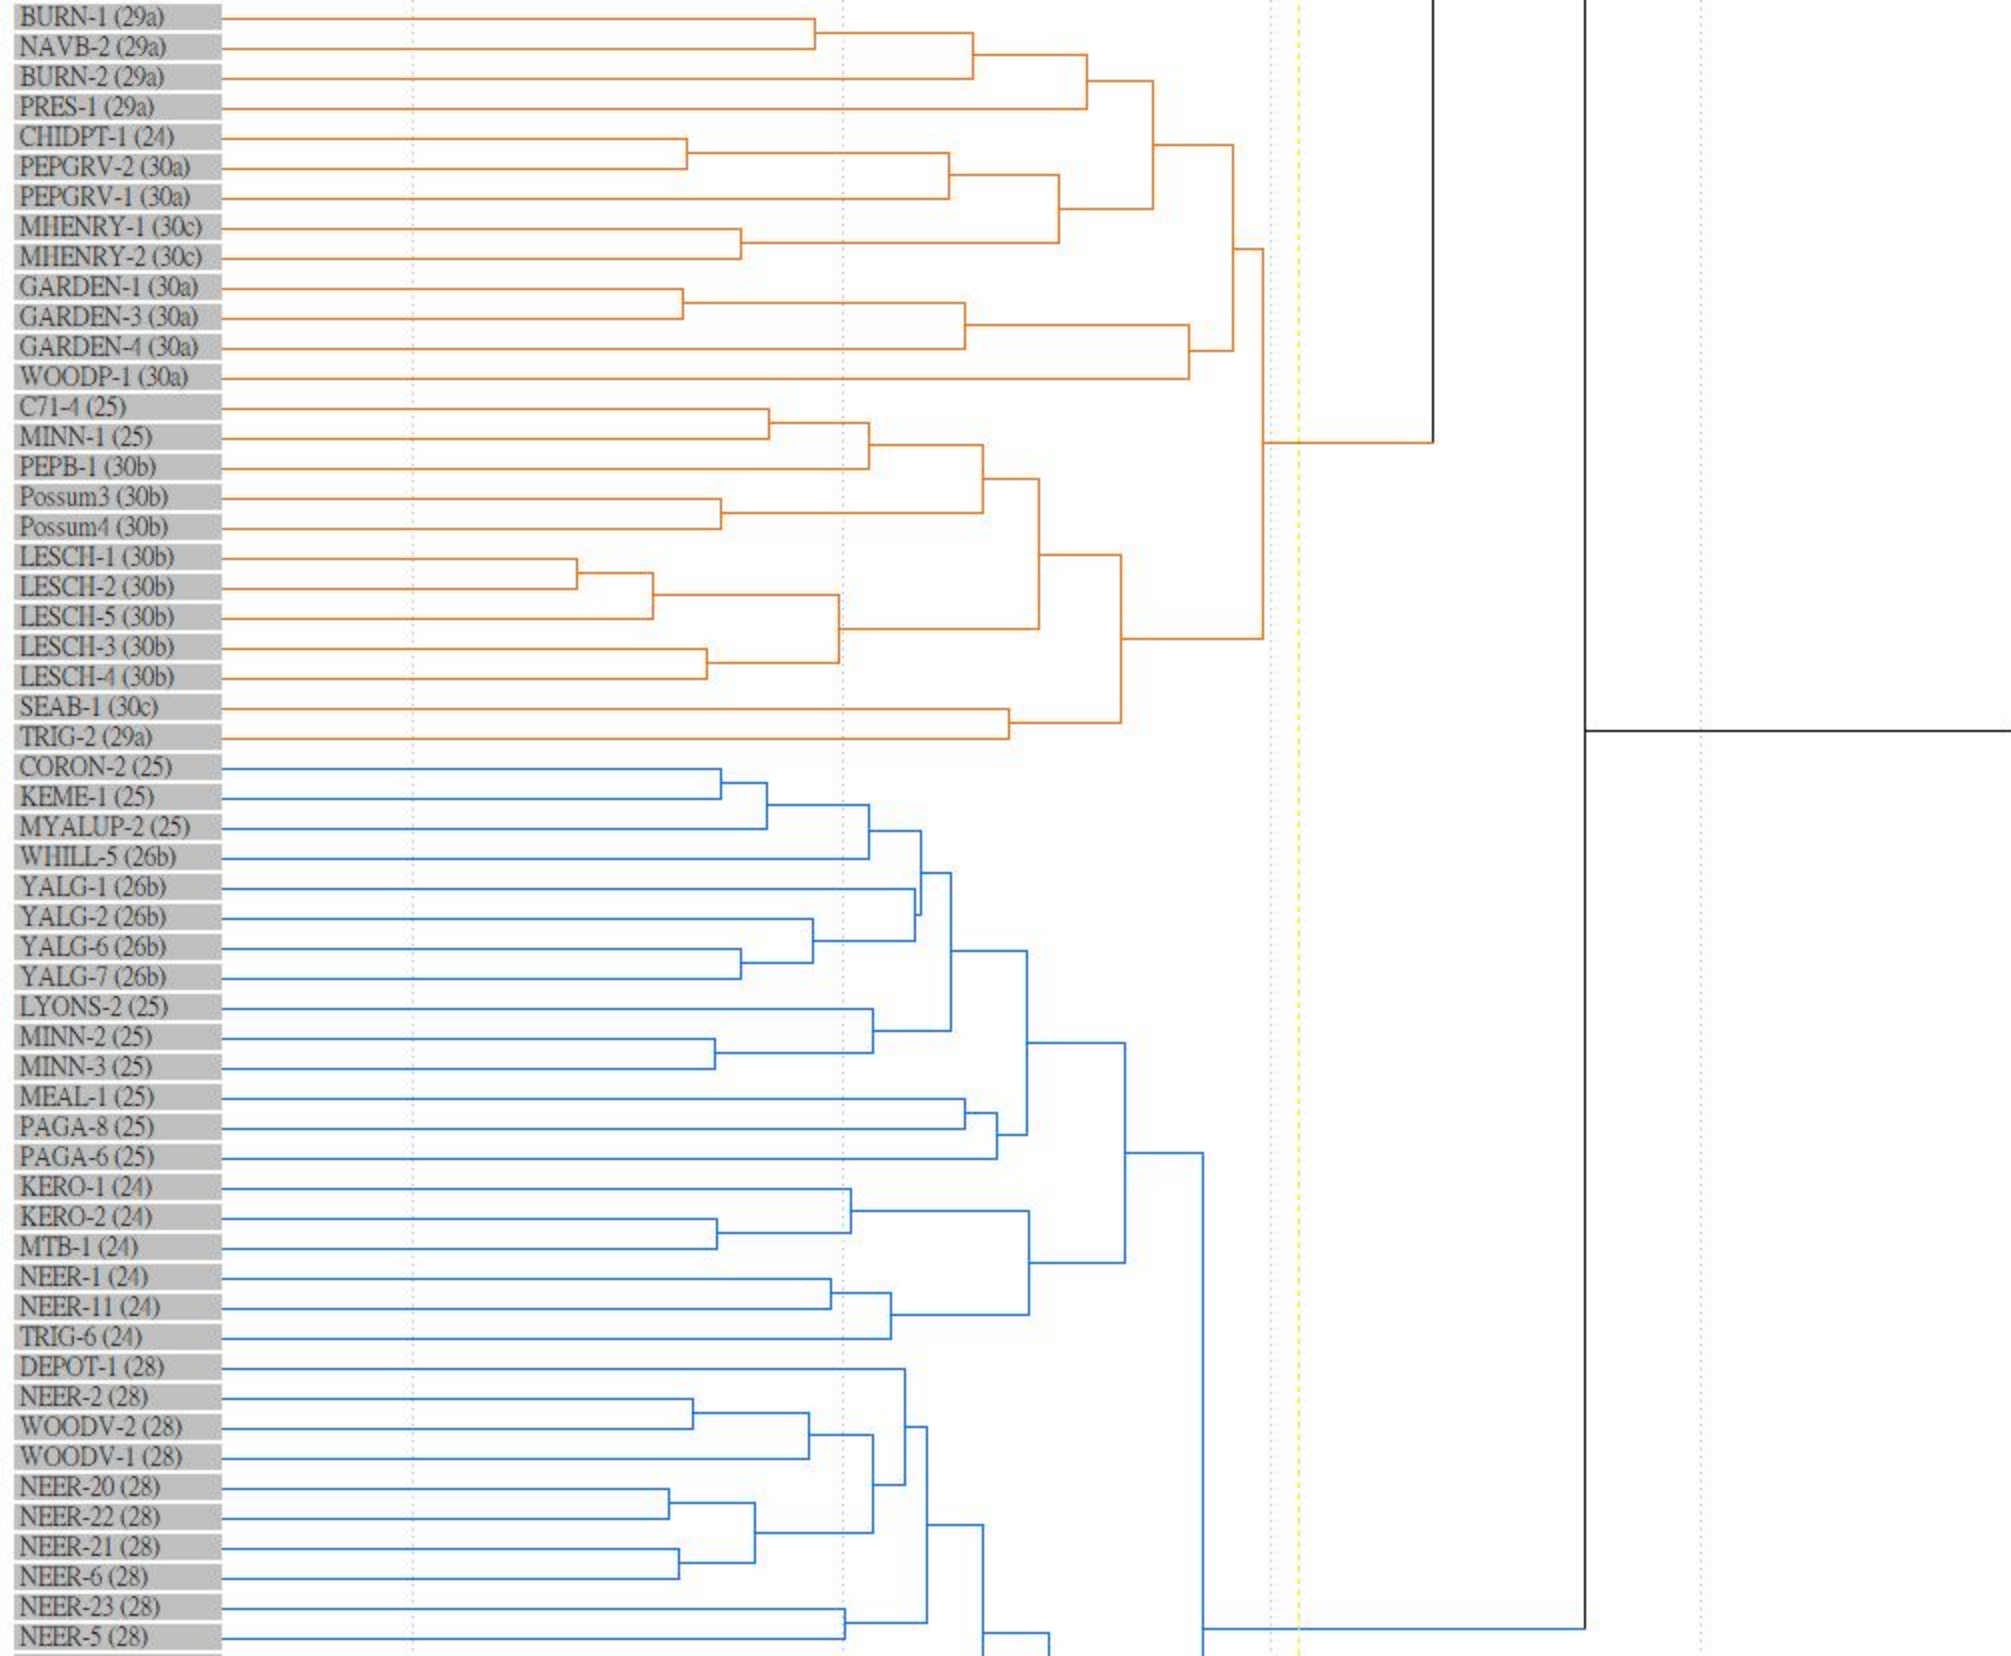 BURN-1 (29a)
NAVB-2 (29a)
BURN-2 (29a)
PRES-1 (29a)
CHIDPT-1 (24)
PEPGRV-2 (30a)
PEPGRV-1 (30a)
MHENRY-1 (30c)
MHENRY-2 (30c)
GARDEN-1 (30a)
GARDEN-3 (30a)
GARDEN-4 (30a)
WOODP-1 (30a)
C71-4 (25)
MINN-1 (25)
PEPB-1 (30b)
Possum3 (30b)
Possum4 (30b)
LESCH-1 (30b)
LESCH-2 (30b)
LESCH-5 (30b)
LESCH-3 (30b)
LESCH-4 (30b)
SEAB-1 (30c)
TRIG-2 (29a)
CORON-2 (25)
KEME-1 (25)
MYALUP-2 (25)
WHILL-5 (26b)
YALG-1 (26b)
YALG-2 (26b)
YALG-6 (26b)
YALG-7 (26b)
LYONS-2 (25)
MINN-2 (25)
MINN-3 (25)
MEAL-1 (25)
PAGA-8 (25)
PAGA-6 (25)
KERO-1 (24)
KERO-2 (24)
MTB-1 (24)
NEER-1 (24)
NEER-11 (24)
TRIG-6 (24)
DEPOT-1 (28)
NEER-2 (28)
WOODV-2 (28)
WOODV-1 (28)
NEER-20 (28)
NEER-22 (28)
NEER-21 (28)
NEER-6 (28)
NEER-23 (28)
NEER-5 (28)